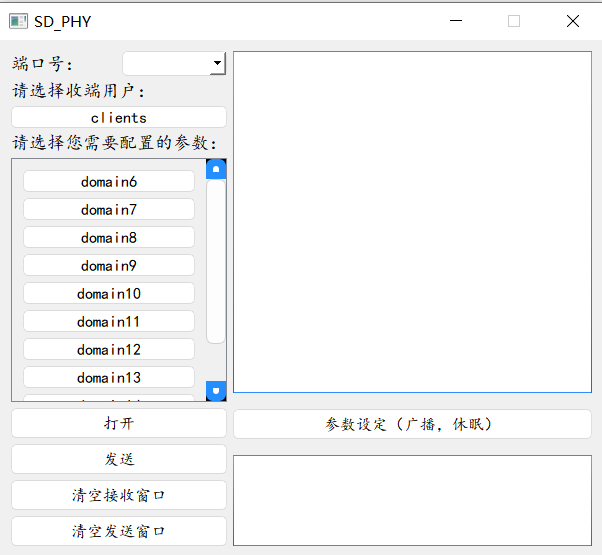 SD_PHY
端口号：
请选择收端用户：
clients
请选择您需要配置的参数：
domain6
domain7
domain8
domain9
domain10
domain11
domain12
domain13
打开
发送
清空接收窗口
清空发送窗口
参数设定（广播，休眠）